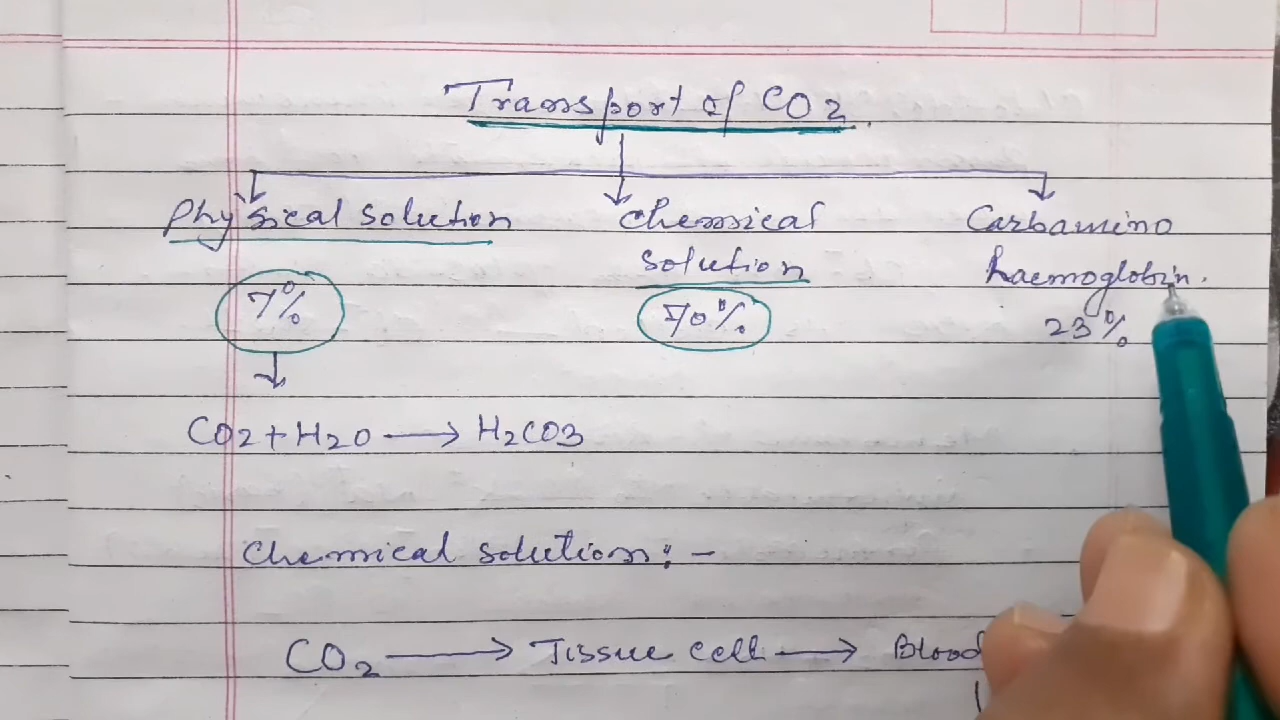 Transport of CO2.
Physical solution
Chemical solution
Carbamino haemoglobin.
7%
70%
23%
CO2 + H2O → H2CO3
Chemical solution : -
CO2 → Tissue cell → Blood